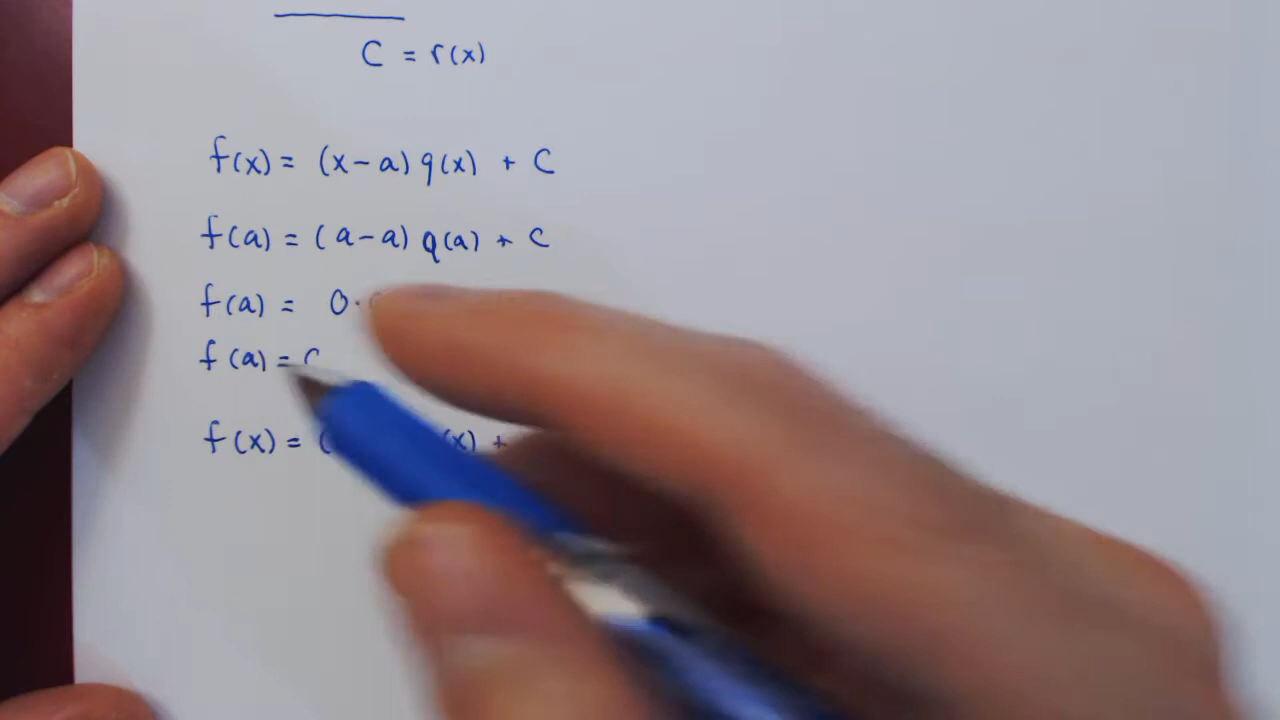 C = r(x)
f(x) = (x-a) q(x) + C
f(a) = (a-a) q(a) + C
f(a) = 0·
f(a) = C
f(x) = ( (x) +